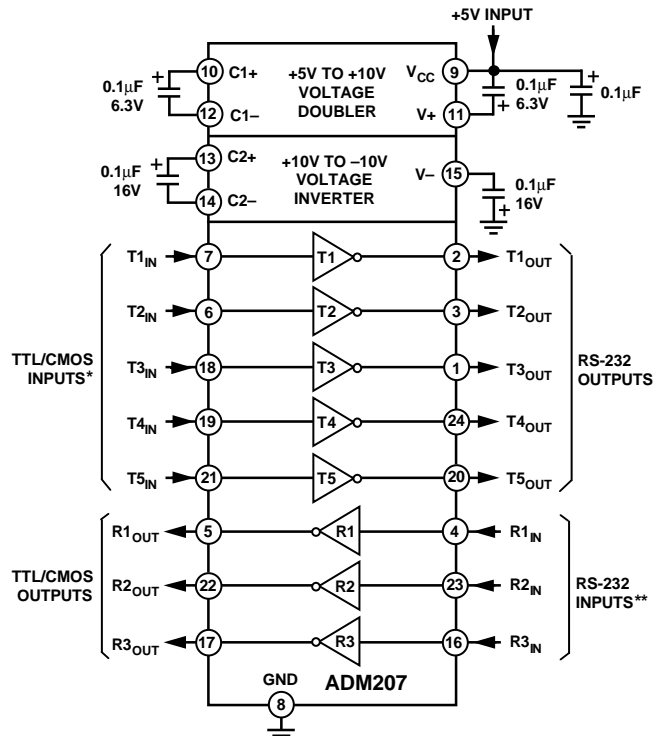 +5V INPUT
10 C1+ +5V TO +10V VCC 9
0.1μF + VOLTAGE + 0.1μF + 0.1μF
6.3V 12 C1– DOUBLER V+ 11 6.3V
13 C2+ +10V TO –10V
0.1μF + VOLTAGE V– 15 0.1μF
16V 14 C2– INVERTER + 16V
T1IN 7 T1 2 T1OUT
T2IN 6 T2 3 T2OUT
TTL/CMOS
INPUTS*
T3IN 18 T3 1 T3OUT
RS-232
OUTPUTS
T4IN 19 T4 24 T4OUT
T5IN 21 T5 20 T5OUT
R1OUT 5 R1 4 R1IN
TTL/CMOS
OUTPUTS
R2OUT 22 R2 23 R2IN
RS-232
INPUTS**
R3OUT 17 R3 16 R3IN
GND ADM207
8